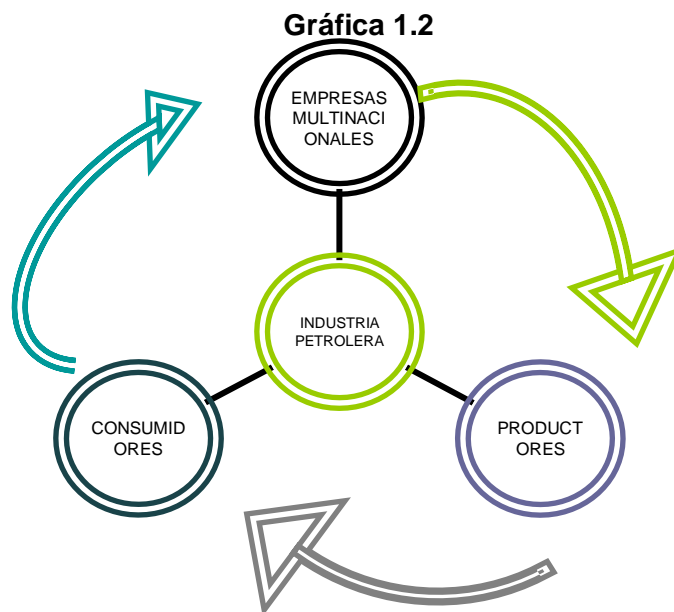 Gráfica 1.2
EMPRESAS
MULTINACI
ONALES
INDUSTRIA
PETROLERA
CONSUMID
ORES
PRODUCT
ORES